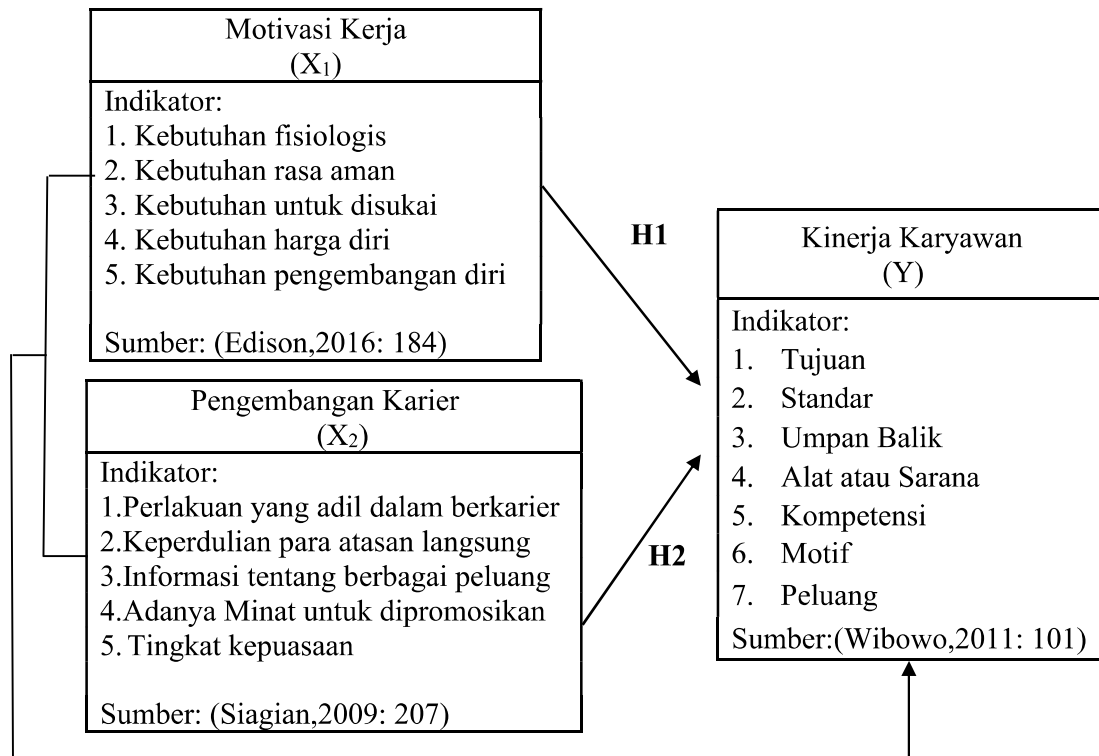 Motivasi Kerja
(X₁)
Indikator:
1. Kebutuhan fisiologis
2. Kebutuhan rasa aman
3. Kebutuhan untuk disukai
4. Kebutuhan harga diri
5. Kebutuhan pengembangan diri
Sumber: (Edison,2016: 184)
Pengembangan Karier
(X₂)
Indikator:
1.Perlakuan yang adil dalam berkarier
2.Keperdulian para atasan langsung
3.Informasi tentang berbagai peluang
4.Adanya Minat untuk dipromosikan
5. Tingkat kepuasaan
Sumber: (Siagian,2009: 207)
H1
H2
Kinerja Karyawan
(Y)
Indikator:
1. Tujuan
2. Standar
3. Umpan Balik
4. Alat atau Sarana
5. Kompetensi
6. Motif
7. Peluang
Sumber:(Wibowo,2011: 101)